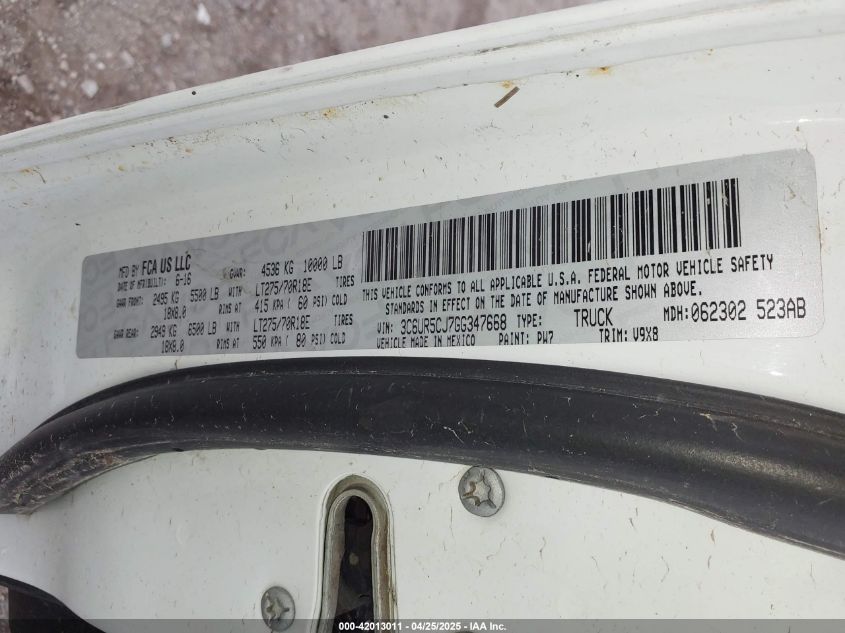 MFD BY FCA US LLC
DATE OF MFR(BUILT): 6-16 GVWR: 4536 KG 10000 LB
GAWR FRONT: 2495 KG 5500 LB WITH LT275/70R18E TIRES
18X8.0 RIMS AT 415 KPA ( 60 PSI) COLD
GAWR REAR: 2949 KG 6500 LB WITH LT275/70R18E TIRES
18X8.0 RIMS AT 550 KPA ( 80 PSI) COLD
THIS VEHICLE CONFORMS TO ALL APPLICABLE U.S.A. FEDERAL MOTOR VEHICLE SAFETY
STANDARDS IN EFFECT ON THE DATE OF MANUFACTURE SHOWN ABOVE.
VIN: 3C6UR5CJ7GG347668 TYPE: TRUCK MDH:062302 523AB
VEHICLE MADE IN MEXICO PAINT: PW7 TRIM: V9X8
000-42013011 - 04/25/2025 - © IAA Inc.